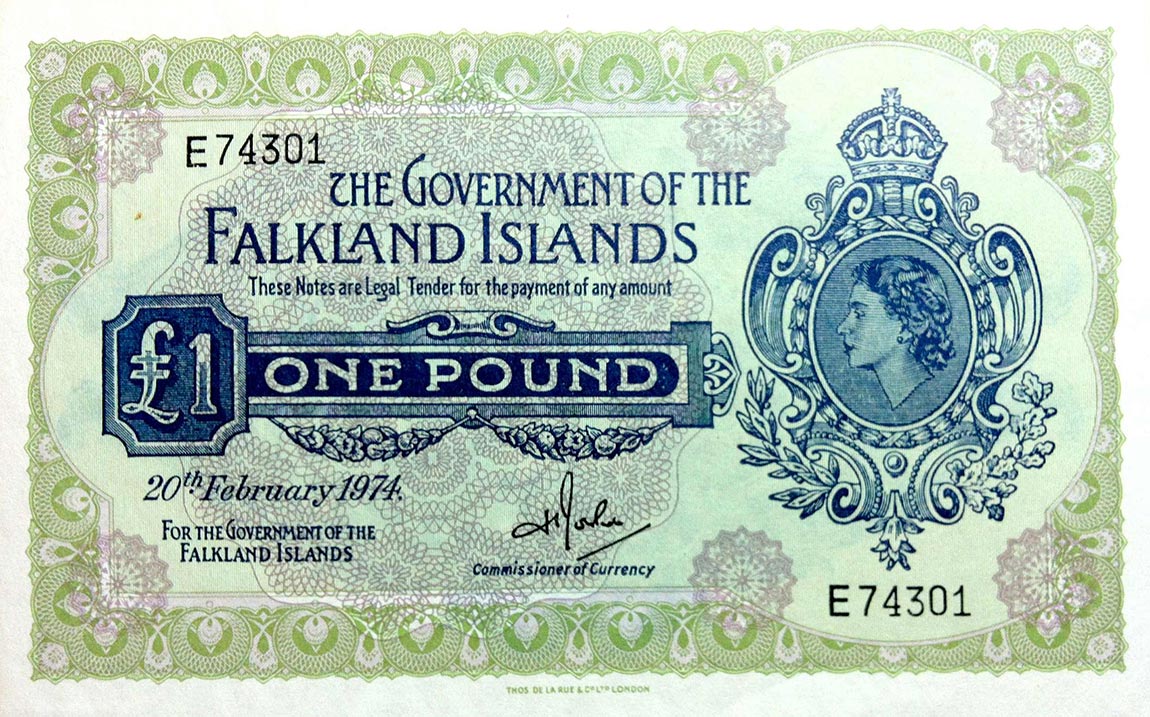 E74301
THE GOVERNMENT OF THE
FALKLAND ISLANDS
These Notes are Legal Tender for the payment of any amount
£1
ONE POUND
20th February 1974.
FOR THE GOVERNMENT OF THE
FALKLAND ISLANDS
Commissioner of Currency
E74301
THOS. DE LA RUE & CO LTD LONDON